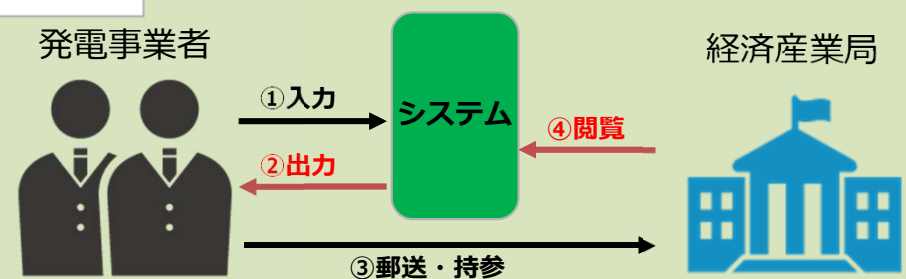 発電事業者
経済産業局
①入力
システム
④閲覧
②出力
③郵送・持参